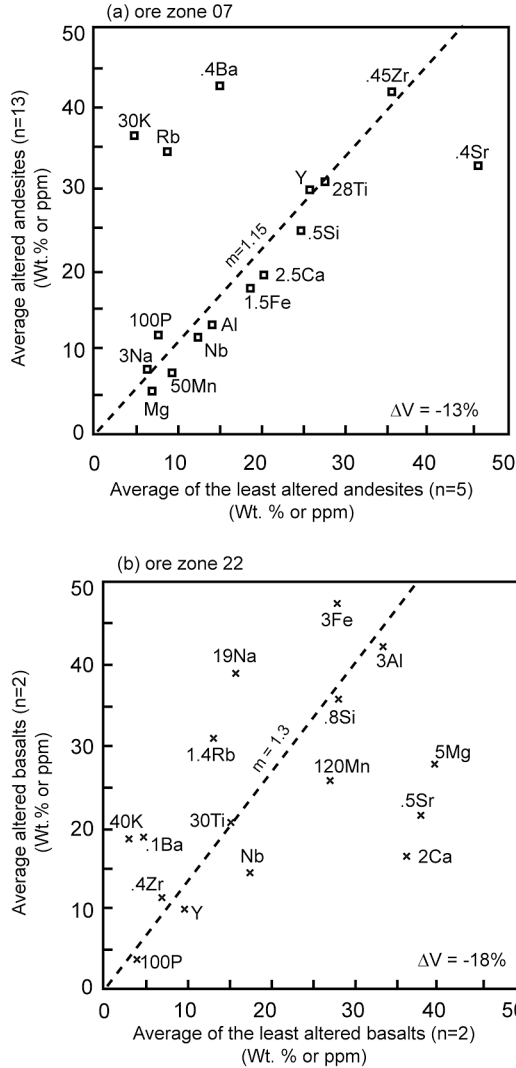 (a) ore zone 07
50
.4Ba
.45Zr
40
30K
Rb
.4Sr
Y
30
28Ti
.5Si
m=1.15
20
2.5Ca
1.5Fe
100P
Al
10
Nb
3Na
50Mn
Mg
ΔV = -13%
0
0 10 20 30 40 50
Average altered andesites (n=13)
(Wt.% or ppm)
Average of the least altered andesites (n=5)
(Wt. % or ppm)
(b) ore zone 22
50
3Fe
19Na
3Al
40
.8Si
1.4Rb
m = 1.3
5Mg
30
120Mn
.5Sr
40K
30Ti
20
.1Ba
2Ca
Nb
.4Zr
10
Y
100P
ΔV = -18%
0
0 10 20 30 40 50
Average altered basalts (n=2)
(Wt.% or ppm)
Average of the least altered basalts (n=2)
(Wt. % or ppm)